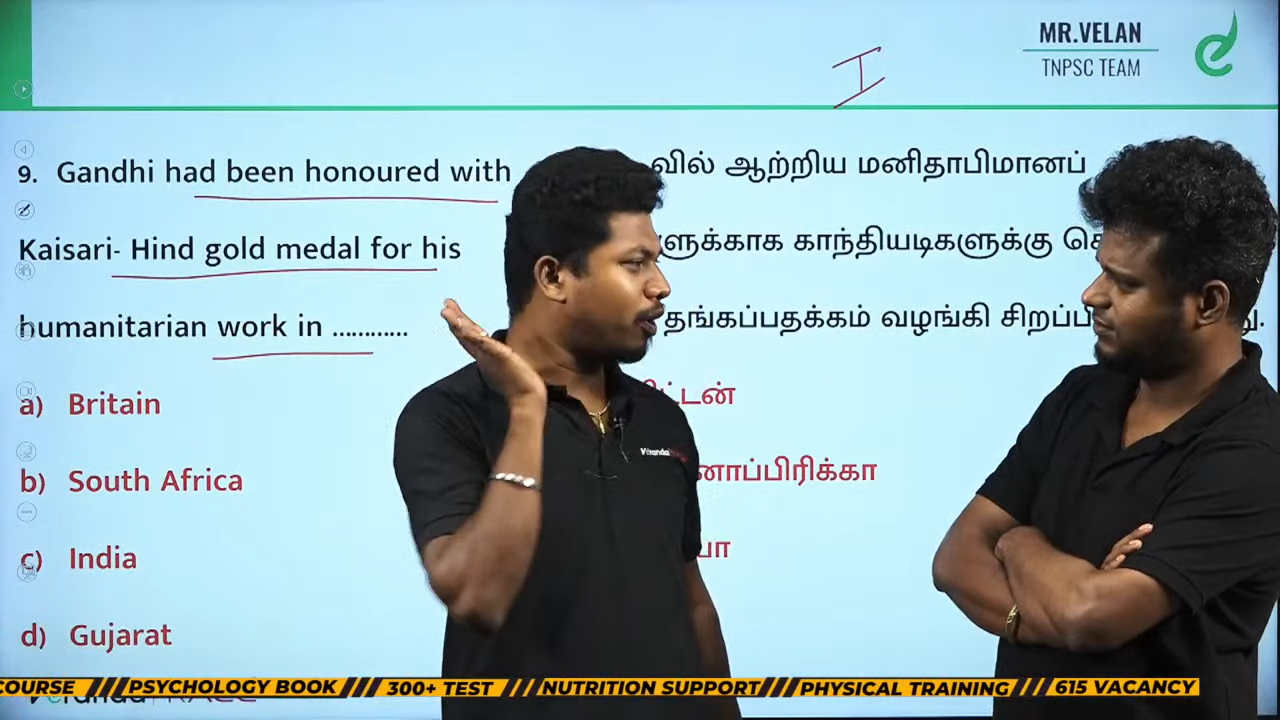 MR.VELAN
TNPSC TEAM
I
9. Gandhi had been honoured with
Kaisari- Hind gold medal for his
humanitarian work in ............
a) Britain
b) South Africa
c) India
d) Gujarat
ஆற்றிய மனிதாபிமானப்
காந்தியடிகளுக்கு
தங்கப்பதக்கம் வழங்கி
Veranda
COURSE /// PSYCHOLOGY BOOK /// 300+ TEST /// NUTRITION SUPPORT /// PHYSICAL TRAINING /// 615 VACANCY